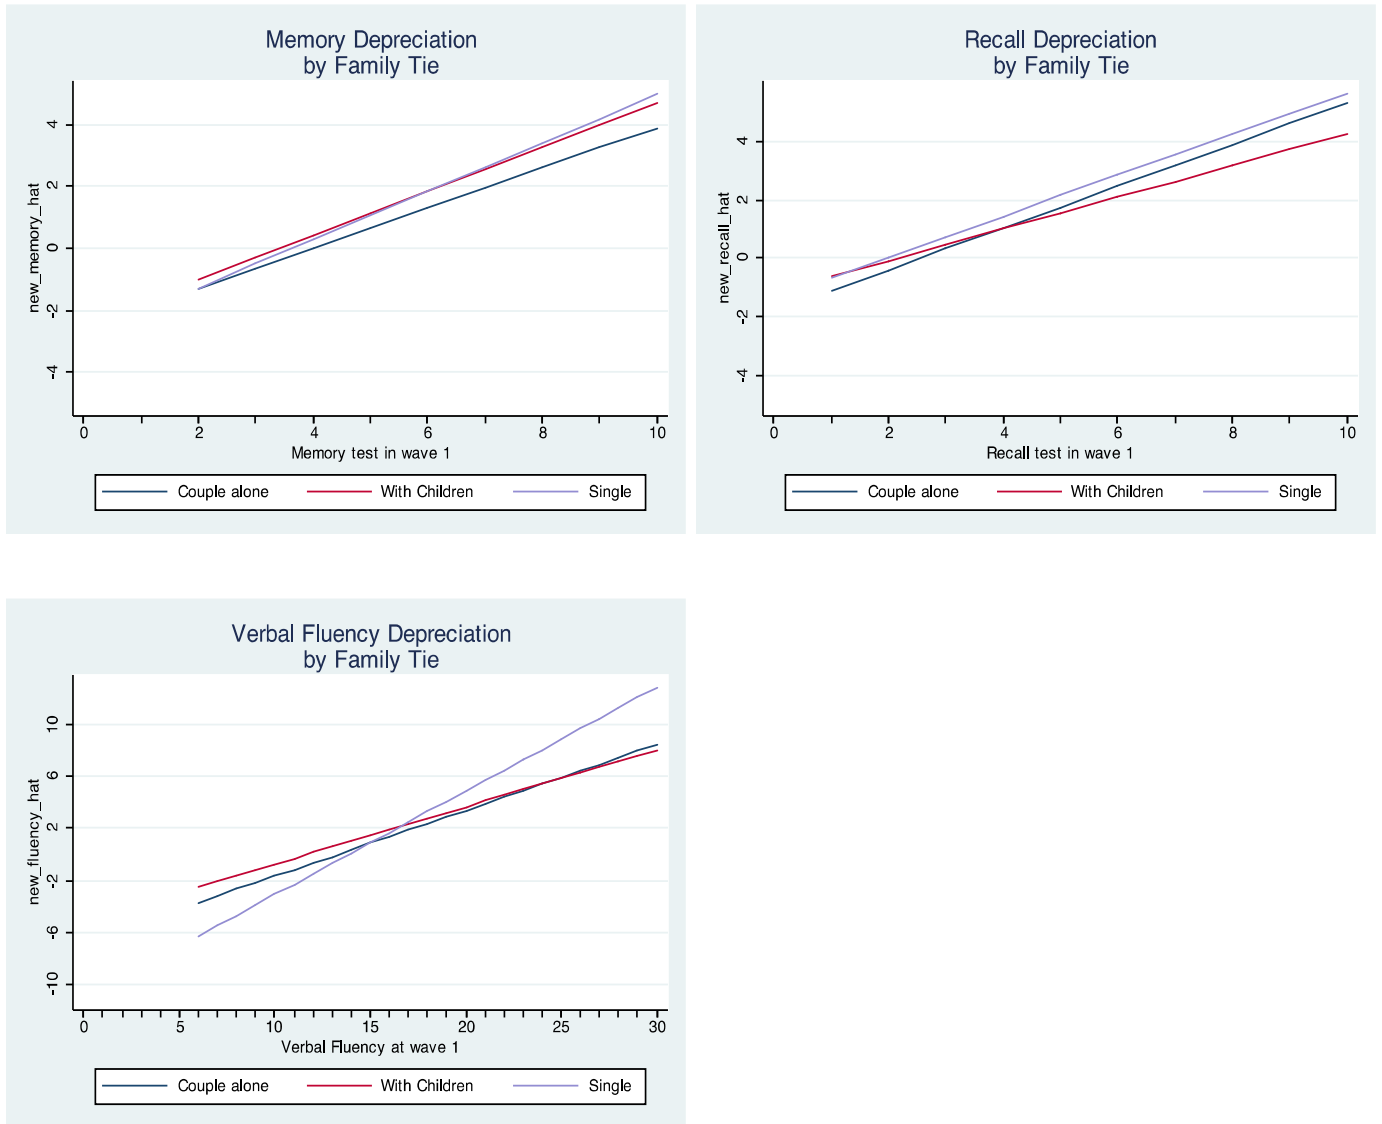 Memory Depreciation
by Family Tie
new_memory_hat
4
2
0
-2
-4
0 2 4 6 8 10
Memory test in wave 1
Couple alone With Children Single
Recall Depreciation
by Family Tie
new_recall_hat
4
2
0
-2
-4
0 2 4 6 8 10
Recall test in wave 1
Couple alone With Children Single
Verbal Fluency Depreciation
by Family Tie
new_fluency_hat
10
6
2
-2
-6
-10
0 5 10 15 20 25 30
Verbal Fluency at wave 1
Couple alone With Children Single